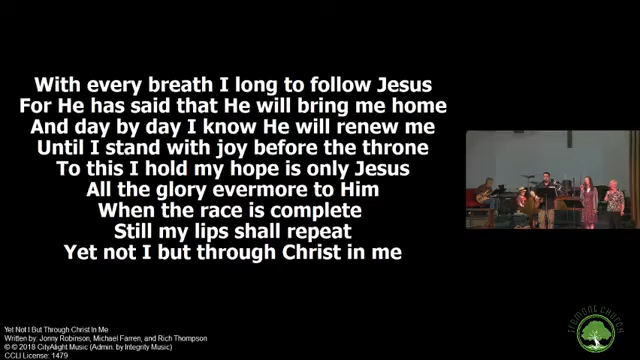 With every breath I long to follow Jesus
For He has said that He will bring me home
And day by day I know He will renew me
Until I stand with joy before the throne
To this I hold my hope is only Jesus
All the glory evermore to Him
When the race is complete
Still my lips shall repeat
Yet not I but through Christ in me
Yet Not I But Through Christ In Me
Written by: Jonny Robinson, Michael Farren, and Rich Thompson
© © 2018 CityAlight Music (Admin. by Integrity Music)
CCLI License: 1479
FREMONT CHURCH